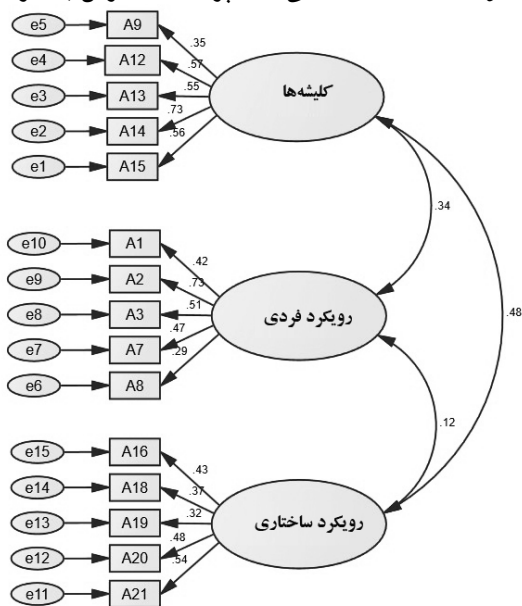 e5 A9 .35
e4 A12 .57
e3 A13 .55
e2 A14 .73
e1 A15 .56
کلیشه‌ها
.34
.48
e10 A1 .42
e9 A2 .73
e8 A3 .51
e7 A7 .47
e6 A8 .29
رویکرد فردی
.12
e15 A16 .43
e14 A18 .37
e13 A19 .32
e12 A20 .48
e11 A21 .54
رویکرد ساختاری